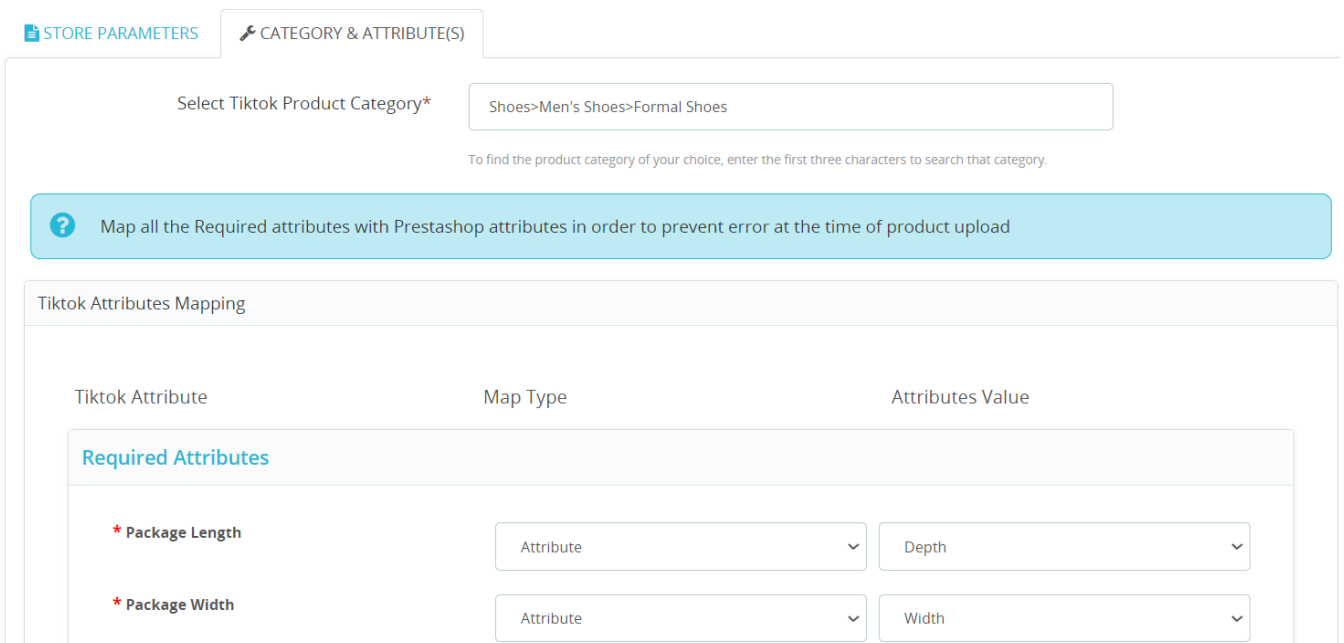 STORE PARAMETERS
CATEGORY & ATTRIBUTE(S)
Select Tiktok Product Category*
Shoes>Men's Shoes>Formal Shoes
To find the product category of your choice, enter the first three characters to search that category.
? Map all the Required attributes with Prestashop attributes in order to prevent error at the time of product upload
Tiktok Attributes Mapping
Tiktok Attribute Map Type Attributes Value
Required Attributes
* Package Length Attribute Depth
* Package Width Attribute Width